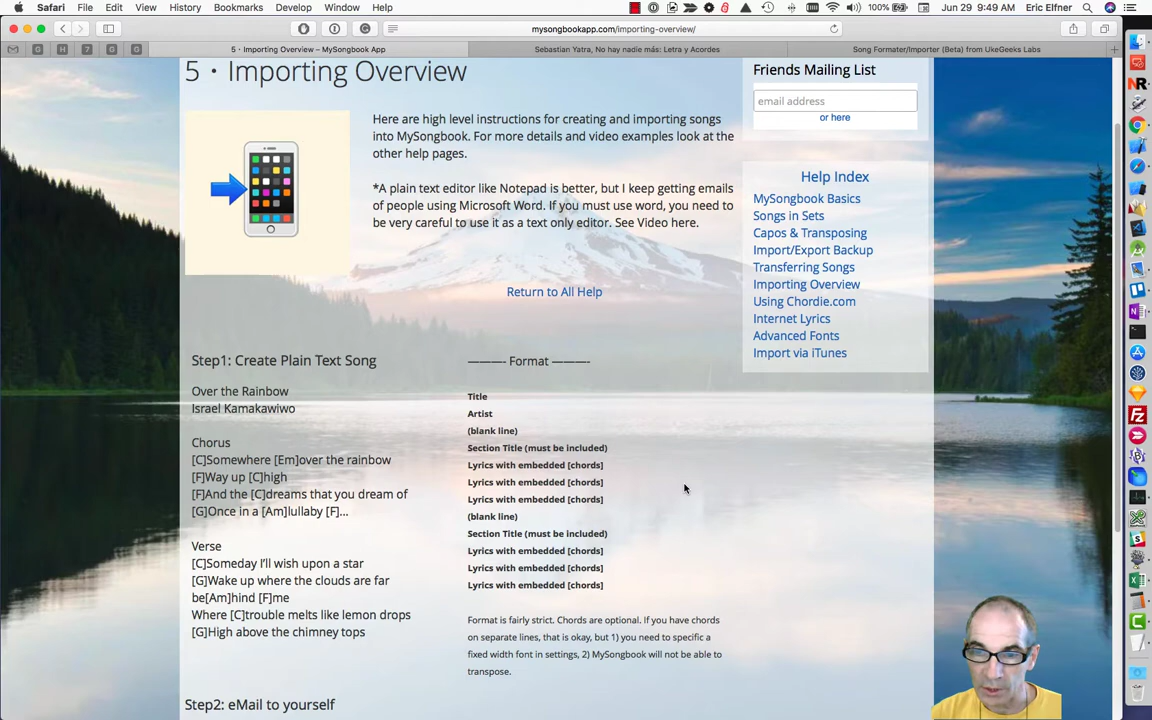 Safari File Edit View History Bookmarks Develop Window Help
100% Jun 29 9:49 AM Eric Elfner
mysongbookapp.com/importing-overview/
5 • Importing Overview – MySongbook App
Sebastian Yatra, No hay nadie más: Letra y Acordes
Song Formater/Importer (Beta) from UkeGeeks Labs
5 • Importing Overview
Here are high level instructions for creating and importing songs
into MySongbook. For more details and video examples look at the
other help pages.
*A plain text editor like Notepad is better, but I keep getting emails
of people using Microsoft Word. If you must use word, you need to
be very careful to use it as a text only editor. See Video here.
Return to All Help
Step1: Create Plain Text Song
Over the Rainbow
Israel Kamakawiwo
Chorus
[C]Somewhere [Em]over the rainbow
[F]Way up [C]high
[F]And the [C]dreams that you dream of
[G]Once in a [Am]lullaby [F]...
Verse
[C]Someday I'll wish upon a star
[G]Wake up where the clouds are far
be[Am]hind [F]me
Where [C]trouble melts like lemon drops
[G]High above the chimney tops
Step2: eMail to yourself
————- Format ————-
Title
Artist
(blank line)
Section Title (must be included)
Lyrics with embedded [chords]
Lyrics with embedded [chords]
Lyrics with embedded [chords]
(blank line)
Section Title (must be included)
Lyrics with embedded [chords]
Lyrics with embedded [chords]
Lyrics with embedded [chords]
Format is fairly strict. Chords are optional. If you have chords
on separate lines, that is okay, but 1) you need to specific a
fixed width font in settings, 2) MySongbook will not be able to
transpose.
Friends Mailing List
email address
or here
Help Index
MySongbook Basics
Songs in Sets
Capos & Transposing
Import/Export Backup
Transferring Songs
Importing Overview
Using Chordie.com
Internet Lyrics
Advanced Fonts
Import via iTunes